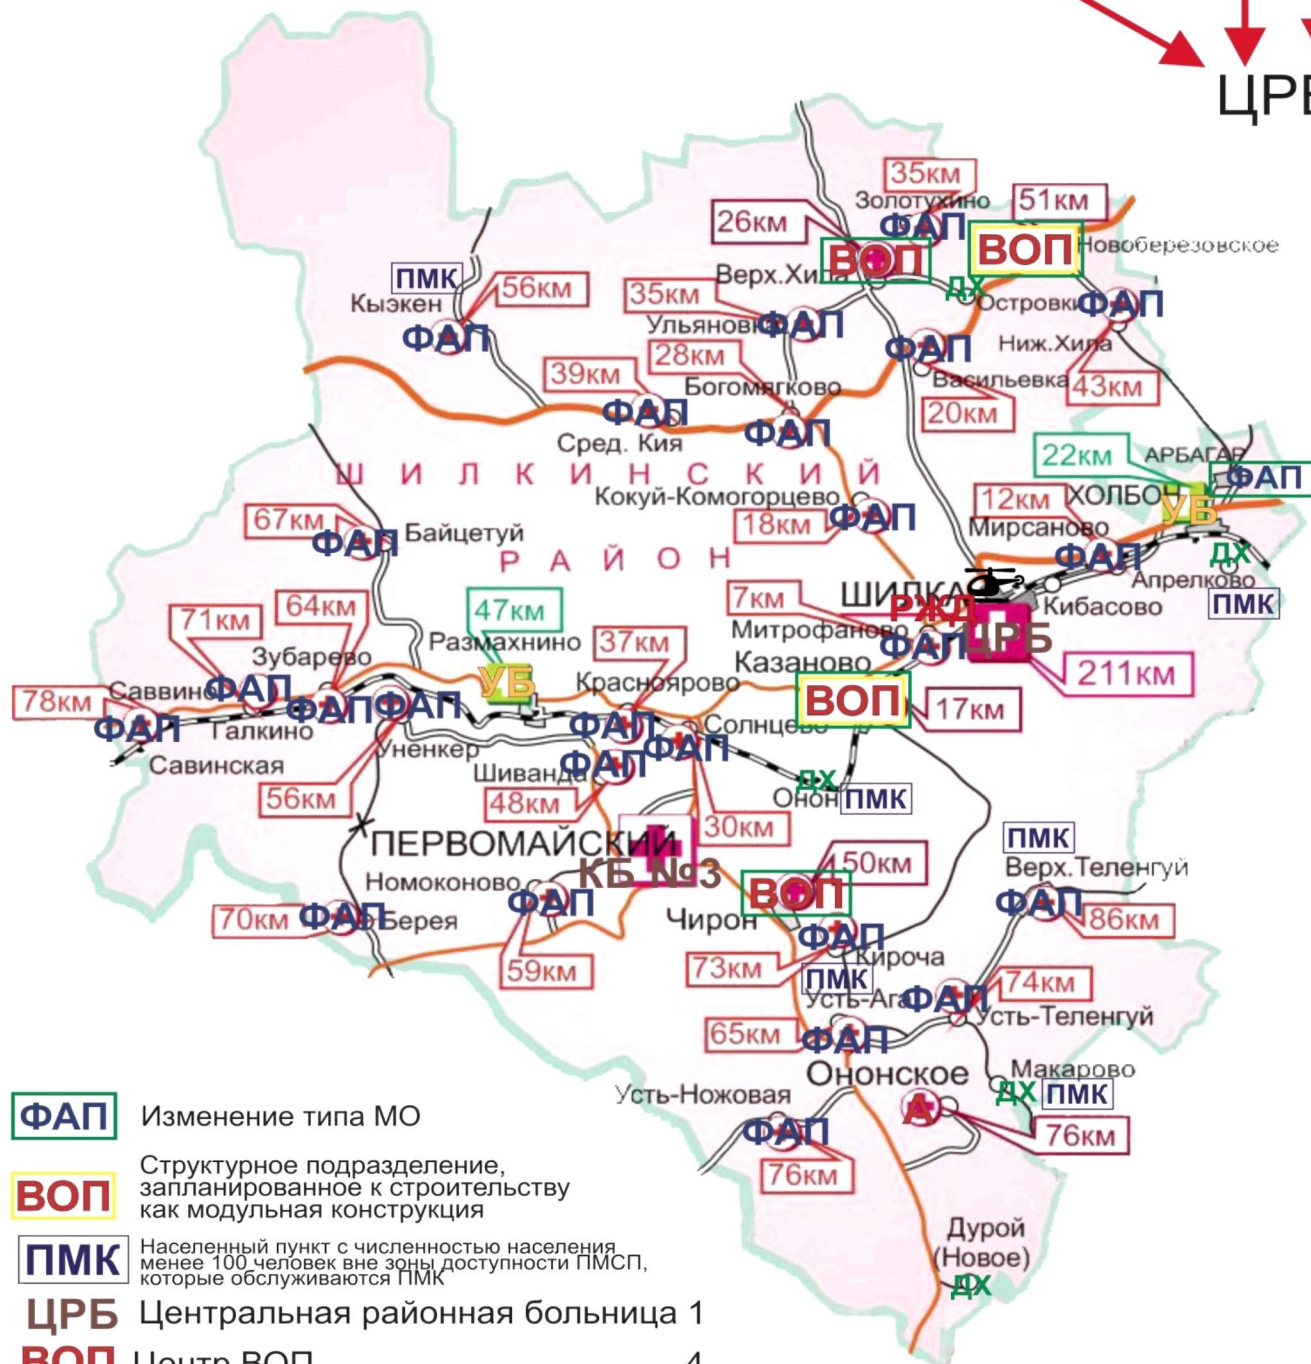 ЦРБ
35км
Золотухино
ФАП
51км
26км
ВОП
ВОП
Новоберезовское
Верх.Хила
ДХ
Островки
ФАП
ПМК
Кыэкен
56км
ФАП
35км
Ульяновка
ФАП
28км
Богомягково
ФАП
ФАП
Васильевка
20км
Ниж.Хила
43км
39км
ФАП
Сред. Кия
ШИЛКИНСКИЙ
РАЙОН
22км
АРБАГАР
ФАП
ХОЛБОН
УБ
Кокуй-Комогорцево
18км
ФАП
12км
Мирсаново
ФАП
ДХ
Апрелково
ПМК
67км
Байцетуй
ФАП
ШИЛКА
РЖД
Кибасово
ЦРБ
211км
7км
Митрофаново
ФАП
Казаново
ВОП
17км
71км
64км
47км
Размахнино
УБ
37км
Зубарево
Красноярово
78км
Саввино
ФАП
ФАП
ФАП
ФАП
Галкино
Савинская
Уненкер
56км
ФАП
Солнцево
ФАП
Шиванда
ФАП
48км
30км
ДХ
Онон
ПМК
ПЕРВОМАЙСКИЙ
КБ №3
Номоконово
ФАП
59км
70км
ФАП
Берея
50км
ВОП
Чирон
ФАП
Кироча
73км
ПМК
Усть-Ага
65км
ФАП
ПМК
Верх.Теленгуй
ФАП
86км
74км
ФАП
Усть-Теленгуй
Ононское
А
76км
Макарово
ДХ
ПМК
Усть-Ножовая
ФАП
76км
Дурой
(Новое)
ДХ
ФАП Изменение типа МО
ВОП Структурное подразделение,
запланированное к строительству
как модульная конструкция
ПМК Населенный пункт с численностью населения
менее 100 человек вне зоны доступности ПМСП,
которые обслуживаются ПМК
ЦРБ Центральная районная больница 1
ВОП Центр ВОП 4